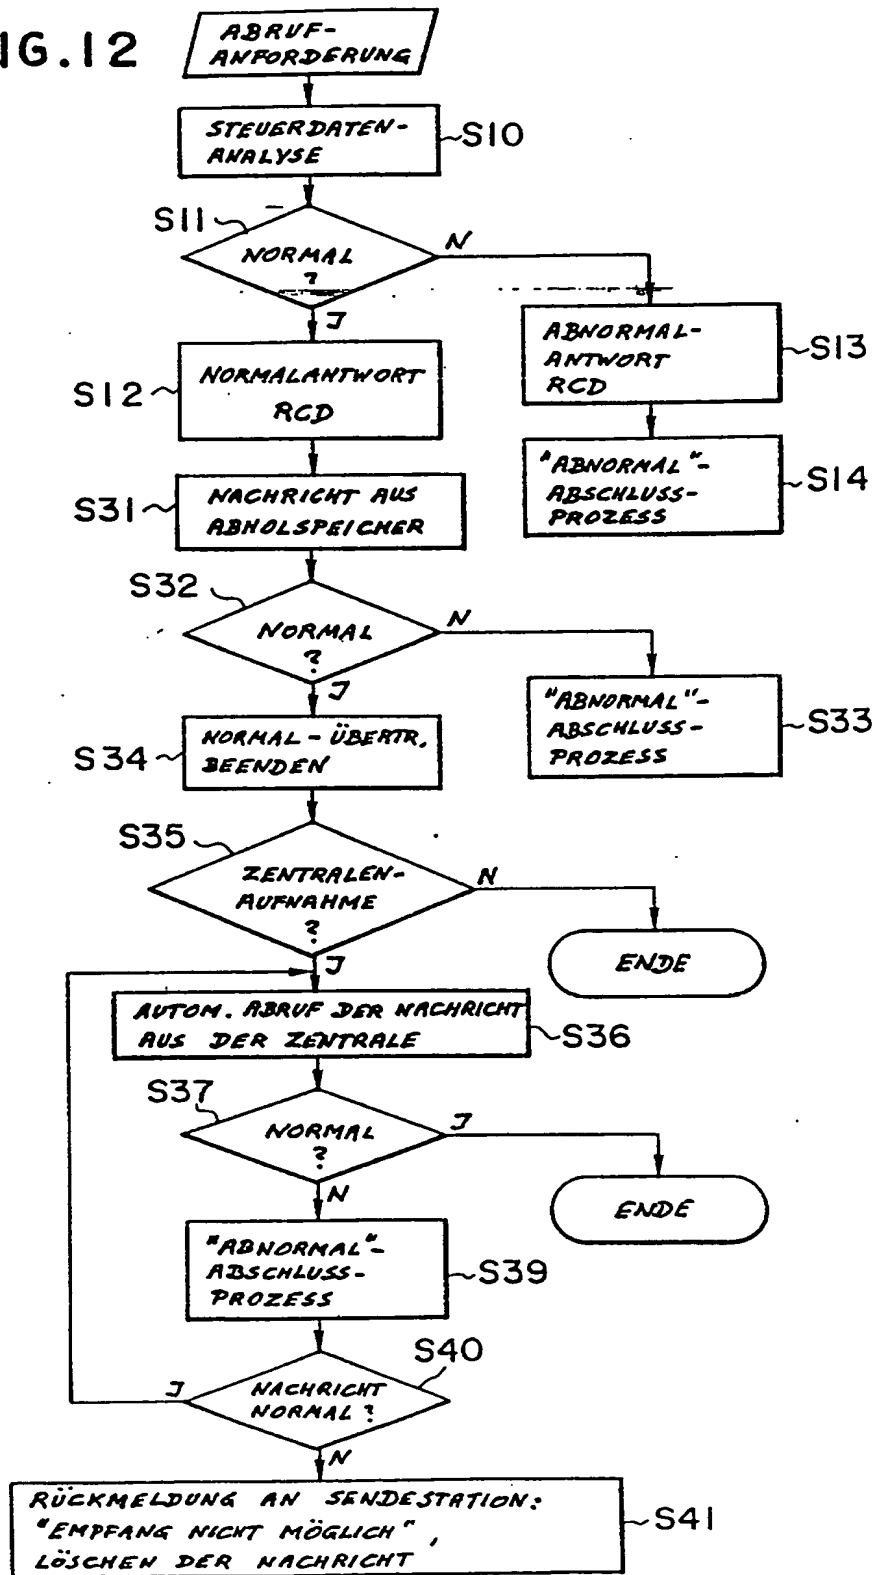 IG.12
ABRUF-
ANFORDERUNG
STEUERDATEN-
ANALYSE
S10
S11
NORMAL
?
N
J
NORMALANTWORT
RCD
S12
ABNORMAL-
ANTWORT
RCD
S13
"ABNORMAL"-
ABSCHLUSS-
PROZESS
S14
NACHRICHT AUS
ABHOLSPEICHER
S31
S32
NORMAL
?
N
J
"ABNORMAL"-
ABSCHLUSS-
PROZESS
S33
NORMAL-ÜBERTR.
BEENDEN
S34
S35
ZENTRALEN-
AUFNAHME
?
N
J
ENDE
AUTOM. ABRUF DER NACHRICHT
AUS DER ZENTRALE
S36
S37
NORMAL
?
J
N
ENDE
"ABNORMAL"-
ABSCHLUSS-
PROZESS
S39
S40
J
NACHRICHT
NORMAL?
N
RÜCKMELDUNG AN SENDESTATION:
"EMPFANG NICHT MÖGLICH",
LÖSCHEN DER NACHRICHT
S41